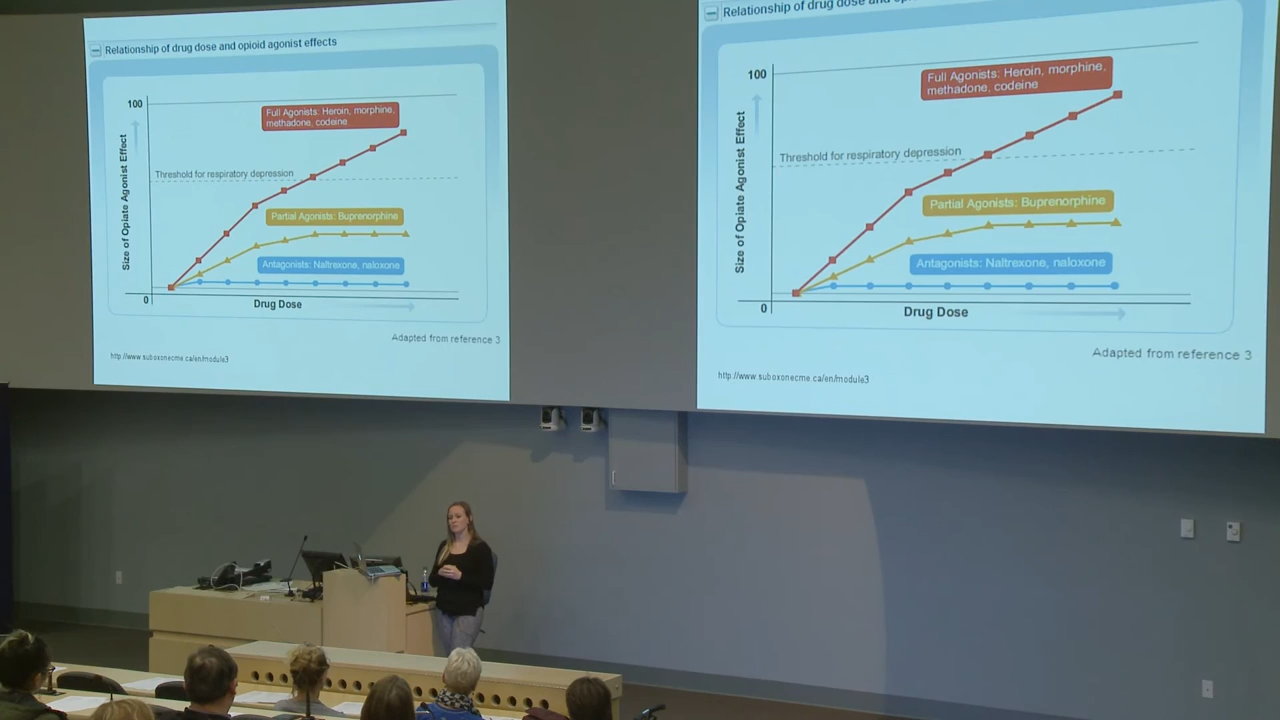 Relationship of drug dose and opioid agonist effects
100
Full Agonists: Heroin, morphine,
methadone, codeine
Threshold for respiratory depression
Partial Agonists: Buprenorphine
Antagonists: Naltrexone, naloxone
Size of Opiate Agonist Effect
0
Drug Dose
Adapted from reference 3
http://www.suboxonecme.ca/en/module3
Relationship of drug dose and
100
Full Agonists: Heroin, morphine,
methadone, codeine
Threshold for respiratory depression
Partial Agonists: Buprenorphine
Antagonists: Naltrexone, naloxone
Size of Opiate Agonist Effect
0
Drug Dose
Adapted from reference 3
http://www.suboxonecme.ca/en/module3